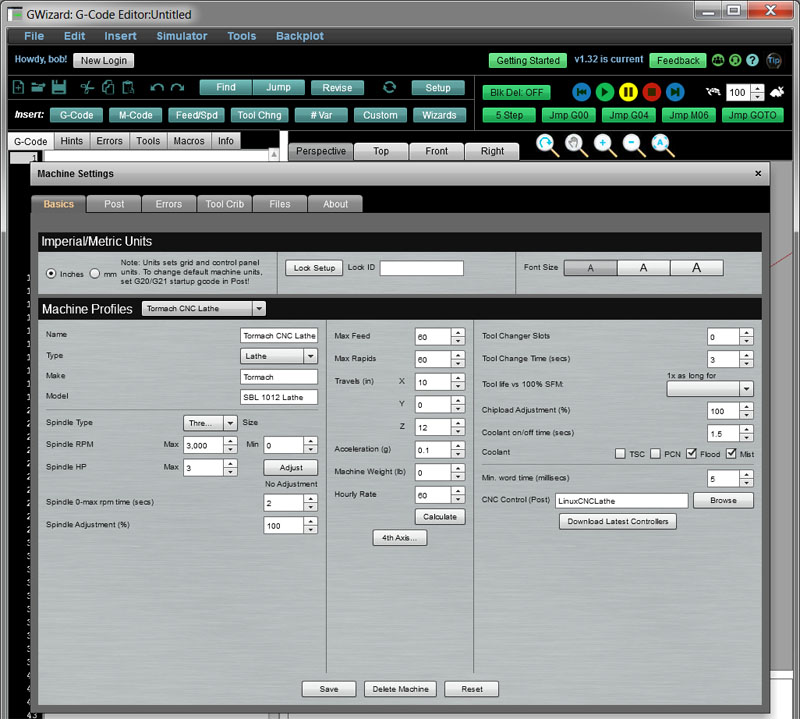 GWizard: G-Code Editor:Untitled
File Edit Insert Simulator Tools Backplot
Howdy, bob! New Login Getting Started v1.32 is current Feedback ? Tip
Find Jump Revise Setup Blk Del: OFF 100
Insert: G-Code M-Code Feed/Spd Tool Chng # Var Custom Wizards 5 Step Jmp G00 Jmp G04 Jmp M06 Jmp GOTO
G-Code Hints Errors Tools Macros Info Perspective Top Front Right
1
Machine Settings
Basics Post Errors Tool Crib Files About
Imperial/Metric Units
Inches mm
Note: Units sets grid and control panel
units. To change default machine units,
set G20/G21 startup gcode in Post!
Lock Setup Lock ID
Font Size A A A
Machine Profiles Tormach CNC Lathe
Name Tormach CNC Lathe
Type Lathe
Make Tormach
Model SBL 1012 Lathe
Spindle Type Thre... Size
Spindle RPM Max 3,000 Min 0
Spindle HP Max 3 Adjust
No Adjustment
Spindle 0-max rpm time (secs) 2
Spindle Adjustment (%) 100
Max Feed 60
Max Rapids 60
Travels (in) X 10
Y 0
Z 12
Acceleration (g) 0.1
Machine Weight (lb) 0
Hourly Rate 60
Calculate
4th Axis...
Tool Changer Slots 0
Tool Change Time (secs) 3
1x as long for
Tool life vs 100% SFM:
Chipload Adjustment (%) 100
Coolant on/off time (secs) 1.5
Coolant TSC PCN Flood Mist
Min. word time (millisecs) 5
CNC Control (Post) LinuxCNCLathe Browse
Download Latest Controllers
Save Delete Machine Reset
43